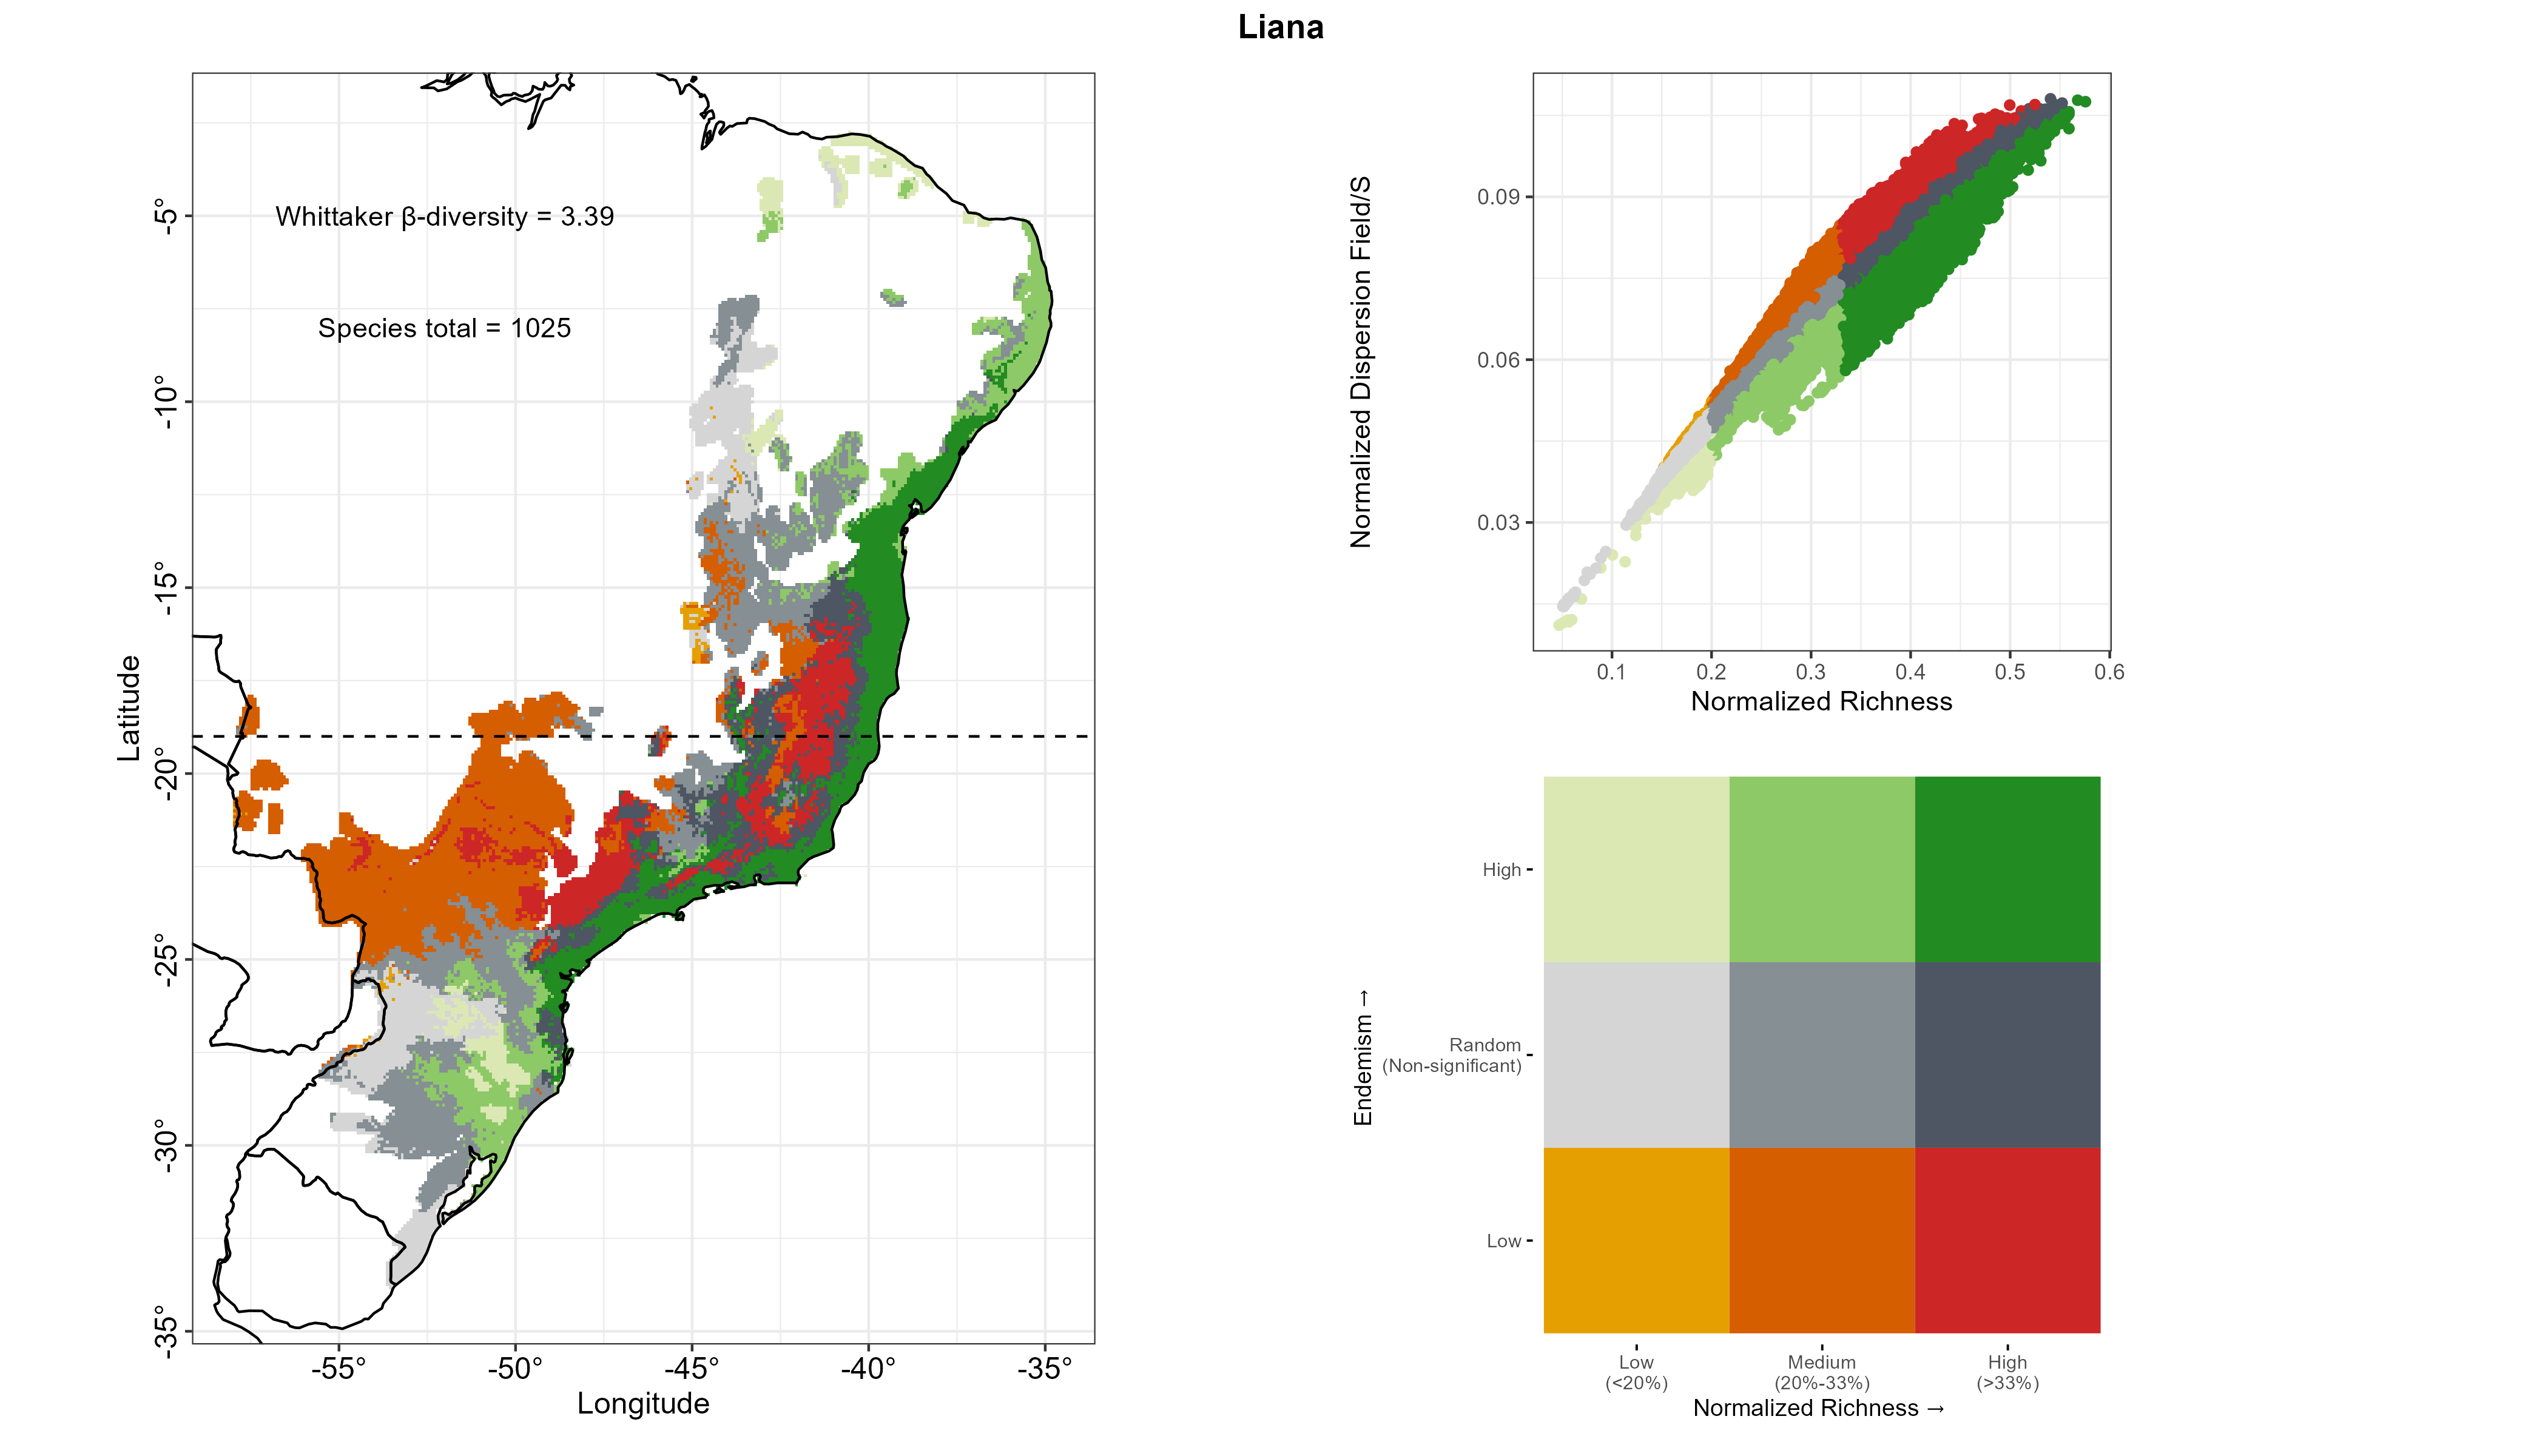 Liana
Whittaker β-diversity = 3.39
Species total = 1025
Latitude
-5°
-10°
-15°
-20°
-25°
-30°
-35°
-55°
-50°
-45°
-40°
-35°
Longitude
Normalized Dispersion Field/S
0.09
0.06
0.03
0.1
0.2
0.3
0.4
0.5
0.6
Normalized Richness
Endemism →
High
Random
(Non-significant)
Low
Low
(<20%)
Medium
(20%-33%)
High
(>33%)
Normalized Richness →